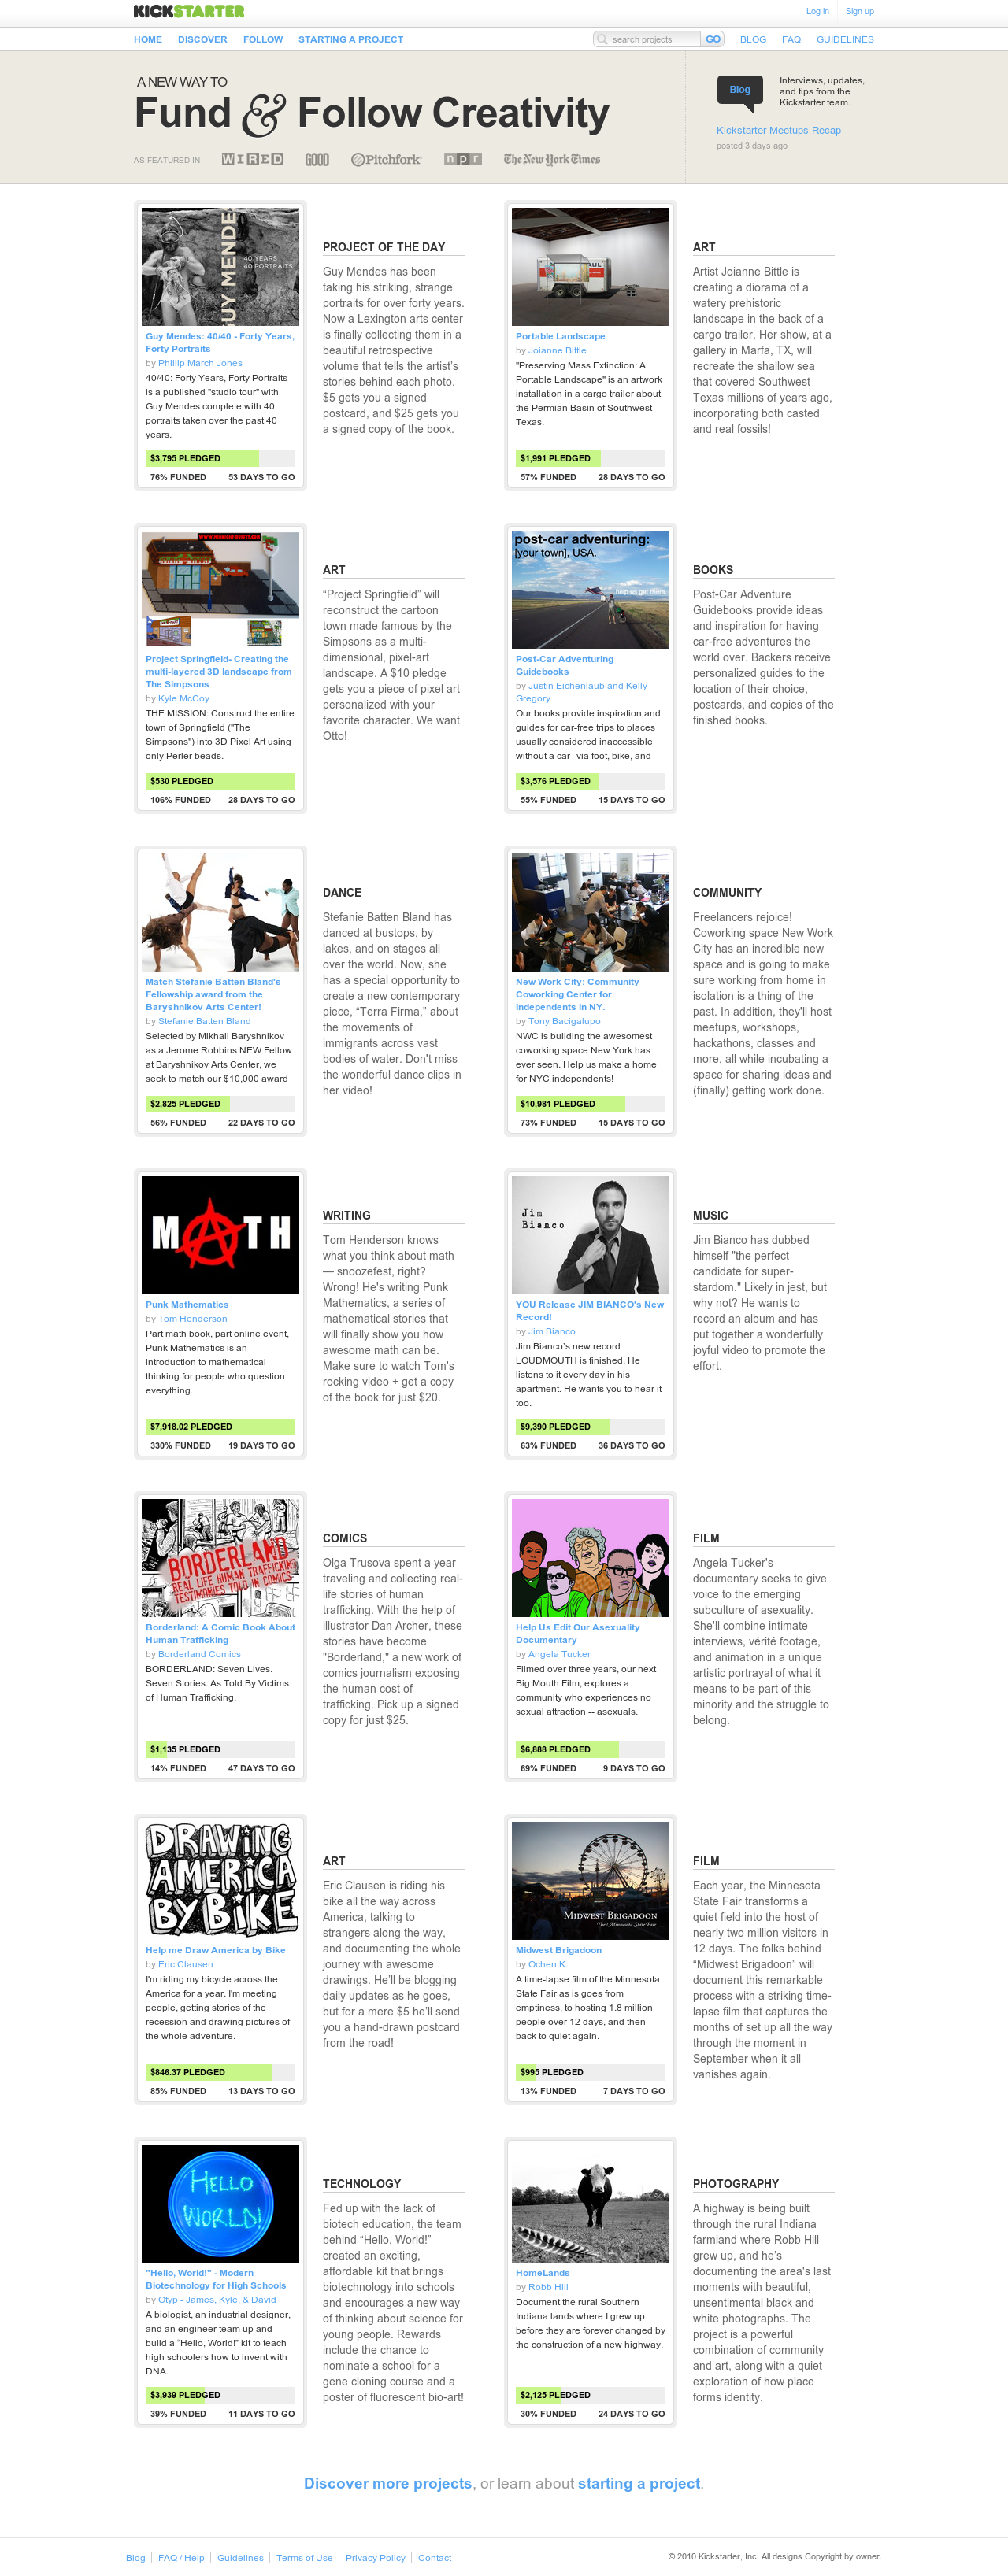 KICKSTARTER
Log in
Sign up
HOME
DISCOVER
FOLLOW
STARTING A PROJECT
search projects
GO
BLOG
FAQ
GUIDELINES
A NEW WAY TO
Fund & Follow Creativity
AS FEATURED IN
WIRED
GOOD
Pitchfork
npr
The New York Times
Blog
Interviews, updates,
and tips from the
Kickstarter team.
Kickstarter Meetups Recap
posted 3 days ago
GUY MENDES
40 YEARS
40 PORTRAITS
Guy Mendes: 40/40 - Forty Years,
Forty Portraits
by Phillip March Jones
40/40: Forty Years, Forty Portraits
is a published "studio tour" with
Guy Mendes complete with 40
portraits taken over the past 40
years.
$3,795 PLEDGED
76% FUNDED
53 DAYS TO GO
PROJECT OF THE DAY
Guy Mendes has been
taking his striking, strange
portraits for over forty years.
Now a Lexington arts center
is finally collecting them in a
beautiful retrospective
volume that tells the artist's
stories behind each photo.
$5 gets you a signed
postcard, and $25 gets you
a signed copy of the book.
Portable Landscape
by Joianne Bittle
"Preserving Mass Extinction: A
Portable Landscape" is an artwork
installation in a cargo trailer about
the Permian Basin of Southwest
Texas.
$1,991 PLEDGED
57% FUNDED
28 DAYS TO GO
ART
Artist Joianne Bittle is
creating a diorama of a
watery prehistoric
landscape in the back of a
cargo trailer. Her show, at a
gallery in Marfa, TX, will
recreate the shallow sea
that covered Southwest
Texas millions of years ago,
incorporating both casted
and real fossils!
Project Springfield- Creating the
multi-layered 3D landscape from
The Simpsons
by Kyle McCoy
THE MISSION: Construct the entire
town of Springfield ("The
Simpsons") into 3D Pixel Art using
only Perler beads.
$530 PLEDGED
106% FUNDED
28 DAYS TO GO
ART
“Project Springfield” will
reconstruct the cartoon
town made famous by the
Simpsons as a multi-
dimensional, pixel-art
landscape. A $10 pledge
gets you a piece of pixel art
personalized with your
favorite character. We want
Otto!
post-car adventuring:
[your town], USA.
help us get there
Post-Car Adventuring
Guidebooks
by Justin Eichenlaub and Kelly
Gregory
Our books provide inspiration and
guides for car-free trips to places
usually considered inaccessible
without a car--via foot, bike, and
$3,576 PLEDGED
55% FUNDED
15 DAYS TO GO
BOOKS
Post-Car Adventure
Guidebooks provide ideas
and inspiration for having
car-free adventures the
world over. Backers receive
personalized guides to the
location of their choice,
postcards, and copies of the
finished books.
Match Stefanie Batten Bland's
Fellowship award from the
Baryshnikov Arts Center!
by Stefanie Batten Bland
Selected by Mikhail Baryshnikov
as a Jerome Robbins NEW Fellow
at Baryshnikov Arts Center, we
seek to match our $10,000 award
$2,825 PLEDGED
56% FUNDED
22 DAYS TO GO
DANCE
Stefanie Batten Bland has
danced at bustops, by
lakes, and on stages all
over the world. Now, she
has a special opportunity to
create a new contemporary
piece, “Terra Firma,” about
the movements of
immigrants across vast
bodies of water. Don't miss
the wonderful dance clips in
her video!
New Work City: Community
Coworking Center for
Independents in NY.
by Tony Bacigalupo
NWC is building the awesomest
coworking space New York has
ever seen. Help us make a home
for NYC independents!
$10,981 PLEDGED
73% FUNDED
15 DAYS TO GO
COMMUNITY
Freelancers rejoice!
Coworking space New Work
City has an incredible new
space and is going to make
sure working from home in
isolation is a thing of the
past. In addition, they'll host
meetups, workshops,
hackathons, classes and
more, all while incubating a
space for sharing ideas and
(finally) getting work done.
MATH
Punk Mathematics
by Tom Henderson
Part math book, part online event,
Punk Mathematics is an
introduction to mathematical
thinking for people who question
everything.
$7,918.02 PLEDGED
330% FUNDED
19 DAYS TO GO
WRITING
Tom Henderson knows
what you think about math
— snoozefest, right?
Wrong! He's writing Punk
Mathematics, a series of
mathematical stories that
will finally show you how
awesome math can be.
Make sure to watch Tom's
rocking video + get a copy
of the book for just $20.
Jim
Bianco
YOU Release JIM BIANCO's New
Record!
by Jim Bianco
Jim Bianco's new record
LOUDMOUTH is finished. He
listens to it every day in his
apartment. He wants you to hear it
too.
$9,390 PLEDGED
63% FUNDED
36 DAYS TO GO
MUSIC
Jim Bianco has dubbed
himself "the perfect
candidate for super-
stardom." Likely in jest, but
why not? He wants to
record an album and has
put together a wonderfully
joyful video to promote the
effort.
BORDERLAND
REAL LIFE HUMAN TRAFFICKING
TESTIMONIES TOLD IN COMICS
Borderland: A Comic Book About
Human Trafficking
by Borderland Comics
BORDERLAND: Seven Lives.
Seven Stories. As Told By Victims
of Human Trafficking.
$1,135 PLEDGED
14% FUNDED
47 DAYS TO GO
COMICS
Olga Trusova spent a year
traveling and collecting real-
life stories of human
trafficking. With the help of
illustrator Dan Archer, these
stories have become
"Borderland," a new work of
comics journalism exposing
the human cost of
trafficking. Pick up a signed
copy for just $25.
Help Us Edit Our Asexuality
Documentary
by Angela Tucker
Filmed over three years, our next
Big Mouth Film, explores a
community who experiences no
sexual attraction -- asexuals.
$6,888 PLEDGED
69% FUNDED
9 DAYS TO GO
FILM
Angela Tucker's
documentary seeks to give
voice to the emerging
subculture of asexuality.
She'll combine intimate
interviews, vérité footage,
and animation in a unique
artistic portrayal of what it
means to be part of this
minority and the struggle to
belong.
DRAWING
AMERICA
BY BIKE
Help me Draw America by Bike
by Eric Clausen
I'm riding my bicycle across the
America for a year. I'm meeting
people, getting stories of the
recession and drawing pictures of
the whole adventure.
$846.37 PLEDGED
85% FUNDED
13 DAYS TO GO
ART
Eric Clausen is riding his
bike all the way across
America, talking to
strangers along the way,
and documenting the whole
journey with awesome
drawings. He'll be blogging
daily updates as he goes,
but for a mere $5 he'll send
you a hand-drawn postcard
from the road!
MIDWEST BRIGADOON
The Minnesota State Fair
Midwest Brigadoon
by Ochen K.
A time-lapse film of the Minnesota
State Fair as is goes from
emptiness, to hosting 1.8 million
people over 12 days, and then
back to quiet again.
$995 PLEDGED
13% FUNDED
7 DAYS TO GO
FILM
Each year, the Minnesota
State Fair transforms a
quiet field into the host of
nearly two million visitors in
12 days. The folks behind
“Midwest Brigadoon” will
document this remarkable
process with a striking time-
lapse film that captures the
months of set up all the way
through the moment in
September when it all
vanishes again.
HELLO
WORLD!
"Hello, World!" - Modern
Biotechnology for High Schools
by Otyp - James, Kyle, & David
A biologist, an industrial designer,
and an engineer team up and
build a "Hello, World!" kit to teach
high schoolers how to invent with
DNA.
$3,939 PLEDGED
39% FUNDED
11 DAYS TO GO
TECHNOLOGY
Fed up with the lack of
biotech education, the team
behind “Hello, World!”
created an exciting,
affordable kit that brings
biotechnology into schools
and encourages a new way
of thinking about science for
young people. Rewards
include the chance to
nominate a school for a
gene cloning course and a
poster of fluorescent bio-art!
HomeLands
by Robb Hill
Document the rural Southern
Indiana lands where I grew up
before they are forever changed by
the construction of a new highway.
$2,125 PLEDGED
30% FUNDED
24 DAYS TO GO
PHOTOGRAPHY
A highway is being built
through the rural Indiana
farmland where Robb Hill
grew up, and he's
documenting the area's last
moments with beautiful,
unsentimental black and
white photographs. The
project is a powerful
combination of community
and art, along with a quiet
exploration of how place
forms identity.
Discover more projects, or learn about starting a project.
Blog
FAQ / Help
Guidelines
Terms of Use
Privacy Policy
Contact
© 2010 Kickstarter, Inc. All designs Copyright by owner.